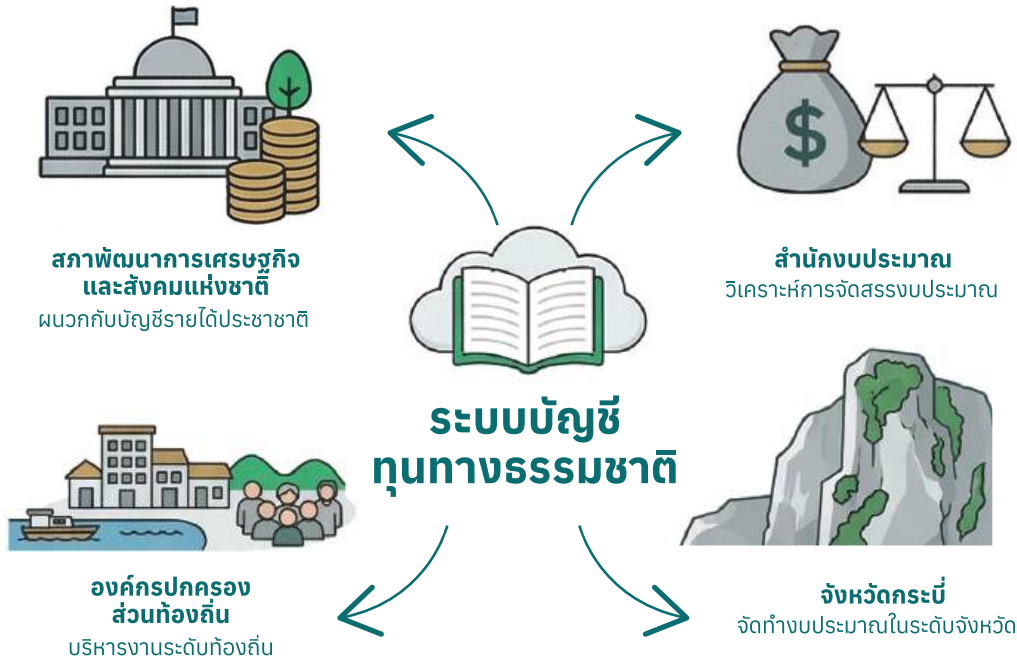 สภาพัฒนาการเศรษฐกิจ
และสังคมแห่งชาติ
ผนวกกับบัญชีรายได้ประชาชาติ
$
สำนักงบประมาณ
วิเคราะห์การจัดสรรงบประมาณ
ระบบบัญชี
ทุนทางธรรมชาติ
องค์กรปกครอง
ส่วนท้องถิ่น
บริหารงานระดับท้องถิ่น
จังหวัดกระบี่
จัดทำงบประมาณในระดับจังหวัด